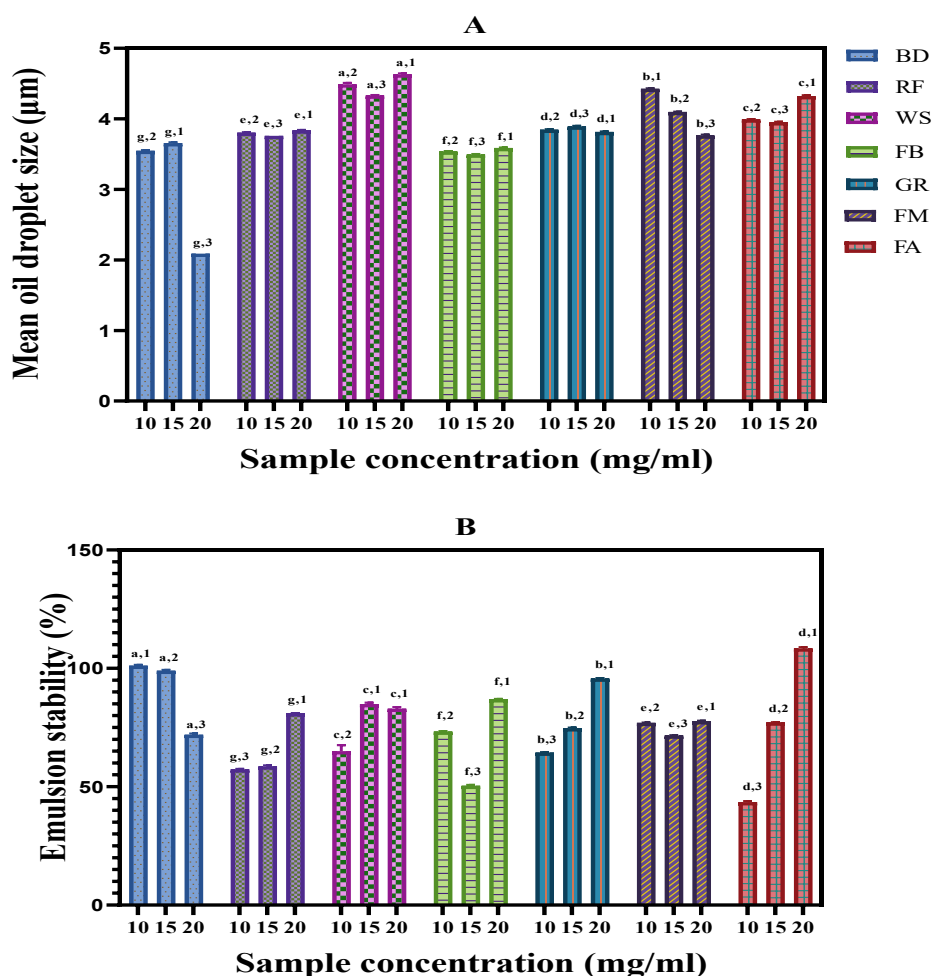 A
Mean oil droplet size (µm)
5
4
3
2
1
0
g,2 g,1 g,3 e,2 e,3 e,1 a,2 a,3 a,1 f,2 f,3 f,1 d,2 d,3 d,1 b,1 b,2 b,3 c,2 c,3 c,1
10 15 20 10 15 20 10 15 20 10 15 20 10 15 20 10 15 20 10 15 20
Sample concentration (mg/ml)
BD
RF
WS
FB
GR
FM
FA
B
Emulsion stability (%)
150
100
50
0
a,1 a,2 a,3 g,3 g,2 g,1 c,2 c,1 c,1 f,2 f,3 f,1 b,3 b,2 b,1 e,2 e,3 e,1 d,3 d,2 d,1
10 15 20 10 15 20 10 15 20 10 15 20 10 15 20 10 15 20 10 15 20
Sample concentration (mg/ml)